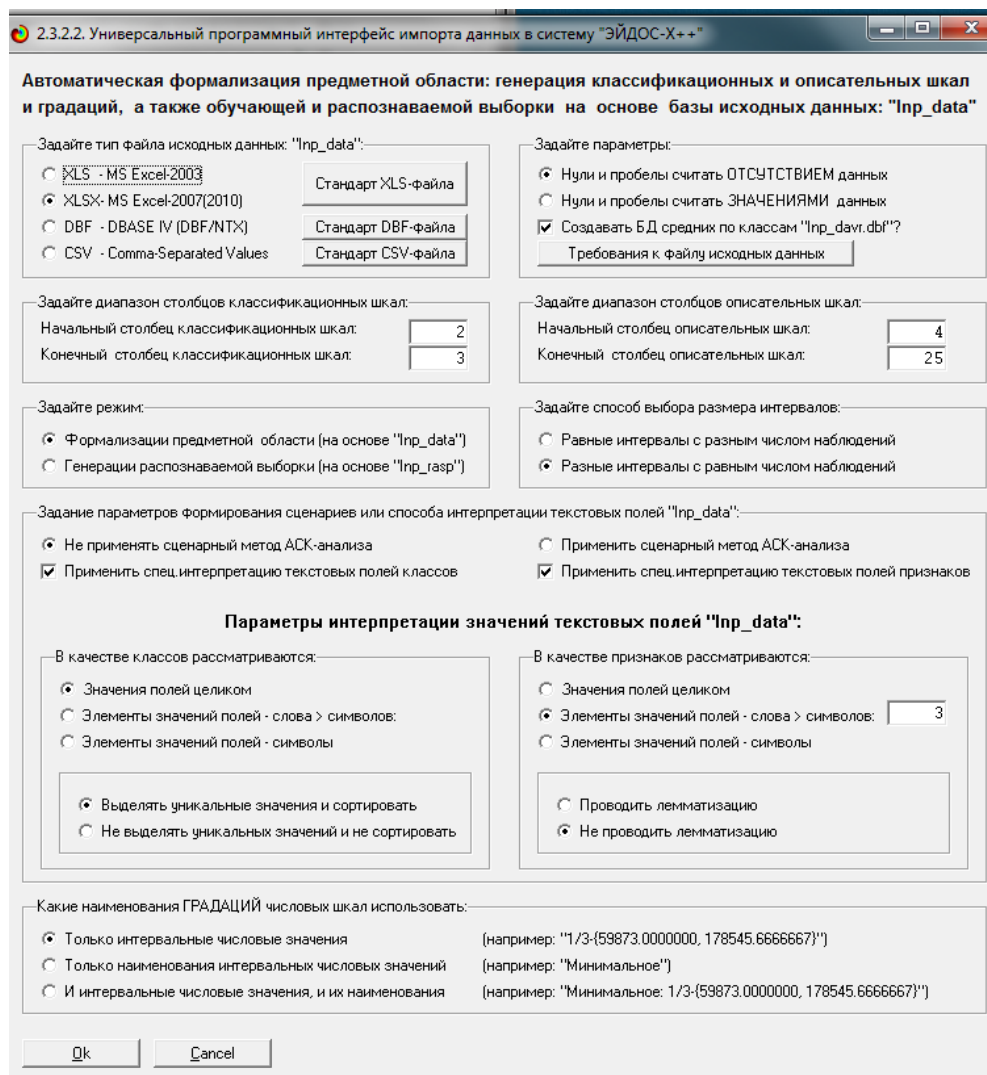 2.3.2.2. Универсальный программный интерфейс импорта данных в систему "ЭЙДОС-X++"
Автоматическая формализация предметной области: генерация классификационных и описательных шкал
и градаций, а также обучающей и распознаваемой выборки на основе базы исходных данных: "Inp_data"
Задайте тип файла исходных данных: "Inp_data":
XLS - MS Excel-2003
XLSX- MS Excel-2007(2010)
DBF - DBASE IV (DBF/NTX)
CSV - Comma-Separated Values
Стандарт XLS-файла
Стандарт DBF-файла
Стандарт CSV-файла
Задайте параметры:
Нули и пробелы считать ОТСУТСТВИЕМ данных
Нули и пробелы считать ЗНАЧЕНИЯМИ данных
Создавать БД средних по классам "Inp_davr.dbf"?
Требования к файлу исходных данных
Задайте диапазон столбцов классификационных шкал:
Начальный столбец классификационных шкал: 2
Конечный столбец классификационных шкал: 3
Задайте диапазон столбцов описательных шкал:
Начальный столбец описательных шкал: 4
Конечный столбец описательных шкал: 25
Задайте режим:
Формализации предметной области (на основе "Inp_data")
Генерации распознаваемой выборки (на основе "Inp_rasp")
Задайте способ выбора размера интервалов:
Равные интервалы с разным числом наблюдений
Разные интервалы с равным числом наблюдений
Задание параметров формирования сценариев или способа интерпретации текстовых полей "Inp_data":
Не применять сценарный метод АСК-анализа
Применить сценарный метод АСК-анализа
Применить спец.интерпретацию текстовых полей классов
Применить спец.интерпретацию текстовых полей признаков
Параметры интерпретации значений текстовых полей "Inp_data":
В качестве классов рассматриваются:
Значения полей целиком
Элементы значений полей - слова > символов:
Элементы значений полей - символы
Выделять уникальные значения и сортировать
Не выделять уникальных значений и не сортировать
В качестве признаков рассматриваются:
Значения полей целиком
Элементы значений полей - слова > символов: 3
Элементы значений полей - символы
Проводить лемматизацию
Не проводить лемматизацию
Какие наименования ГРАДАЦИЙ числовых шкал использовать:
Только интервальные числовые значения (например: "1/3-{59873.0000000, 178545.6666667}")
Только наименования интервальных числовых значений (например: "Минимальное")
И интервальные числовые значения, и их наименования (например: "Минимальное: 1/3-{59873.0000000, 178545.6666667}")
Ok
Cancel